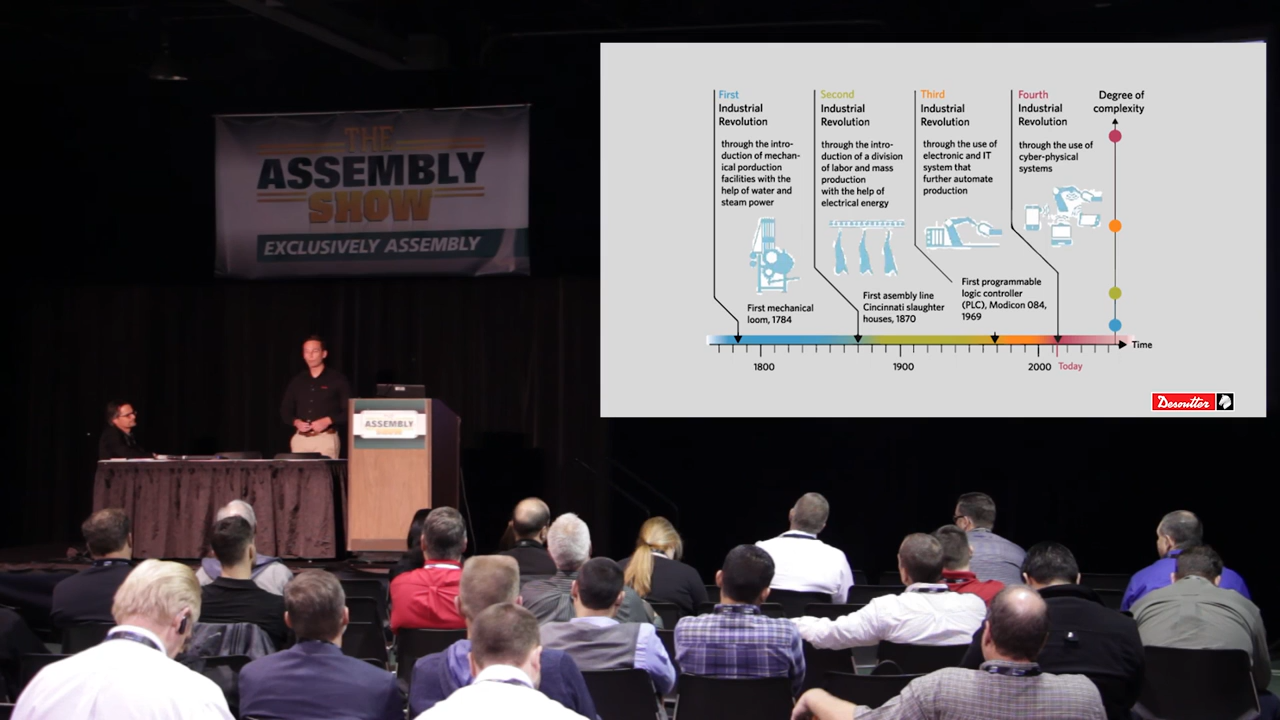 THE
ASSEMBLY
SHOW
EXCLUSIVELY ASSEMBLY
ASSEMBLY
First
Industrial
Revolution
through the intro-
duction of mechan-
ical porduction
facilities with the
help of water and
steam power
First mechanical
loom, 1784
Second
Industrial
Revolution
through the intro-
duction of a division
of labor and mass
production
with the help of
electrical energy
First asembly line
Cincinnati slaughter
houses, 1870
Third
Industrial
Revolution
through the use of
electronic and IT
system that
further automate
production
First programmable
logic controller
(PLC), Modicon 084,
1969
Fourth
Industrial
Revolution
through the use of
cyber-physical
systems
Degree of
complexity
Time
1800
1900
2000
Today
Desoutter